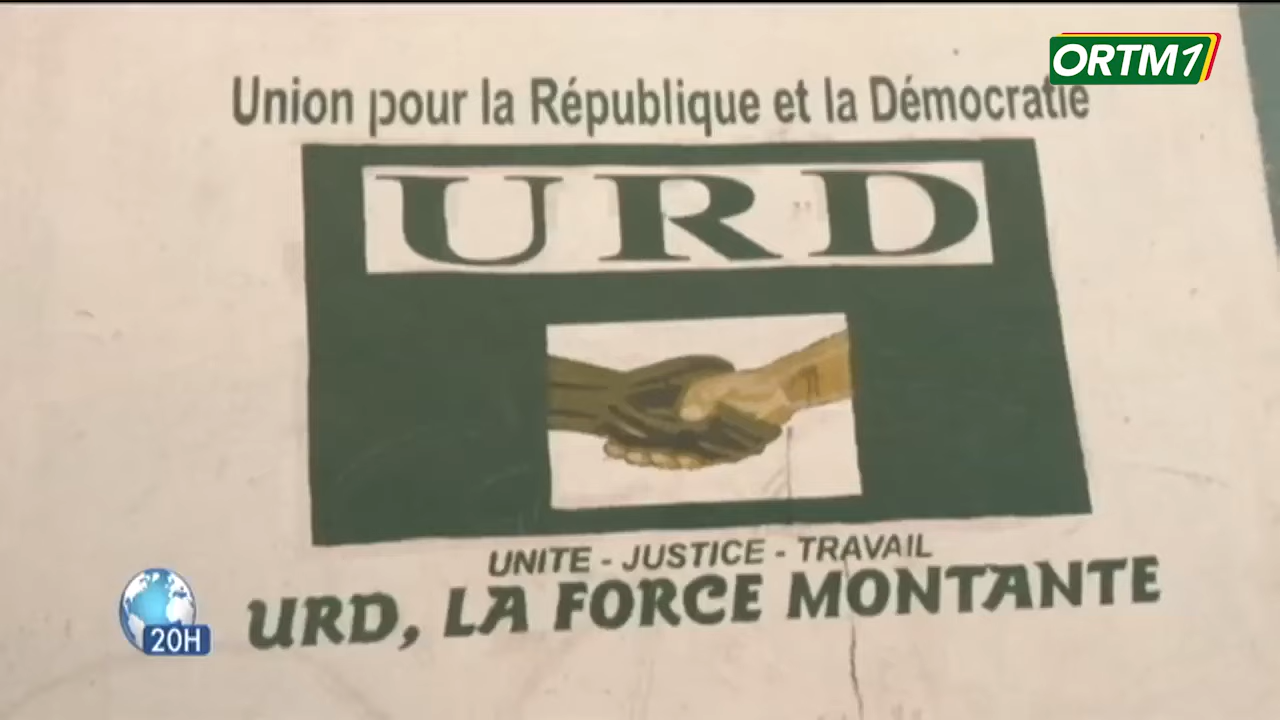 ORTM1
Union pour la République et la Démocratie
URD
UNITE - JUSTICE - TRAVAIL
URD, LA FORCE MONTANTE
20H